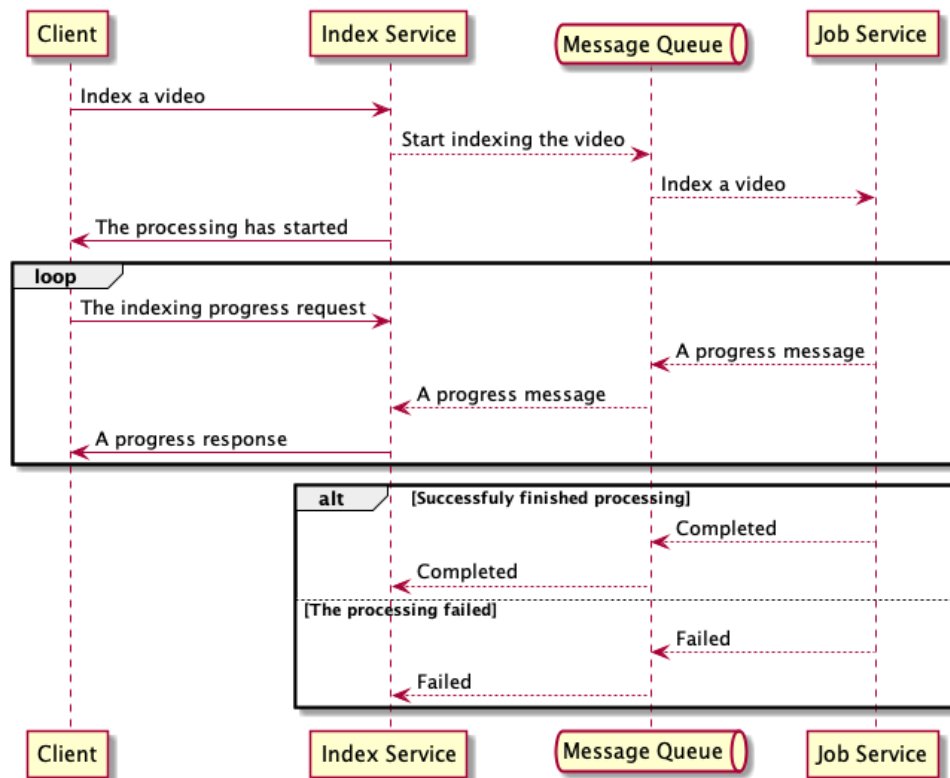 Client
Index Service
Message Queue
Job Service
Index a video
Start indexing the video
Index a video
The processing has started
loop
The indexing progress request
A progress message
A progress message
A progress response
alt
[Successfuly finished processing]
Completed
Completed
[The processing failed]
Failed
Failed
Client
Index Service
Message Queue
Job Service